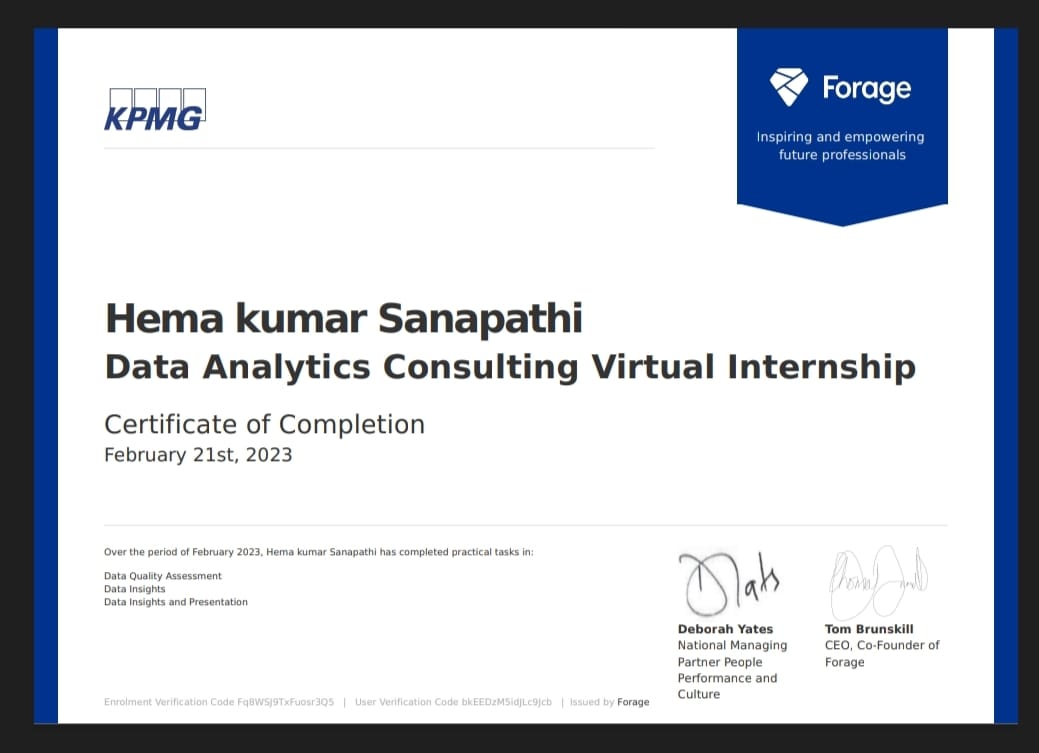 KPMG
Forage
Inspiring and empowering
future professionals
Hema kumar Sanapathi
Data Analytics Consulting Virtual Internship
Certificate of Completion
February 21st, 2023
Over the period of February 2023, Hema kumar Sanapathi has completed practical tasks in:
Data Quality Assessment
Data Insights
Data Insights and Presentation
Deborah Yates
National Managing
Partner People
Performance and
Culture
Tom Brunskill
CEO, Co-Founder of
Forage
Enrolment Verification Code Fq8WSJ9TxFuosr3Q5 | User Verification Code bkEEDzM5idJLc9Jcb | Issued by Forage